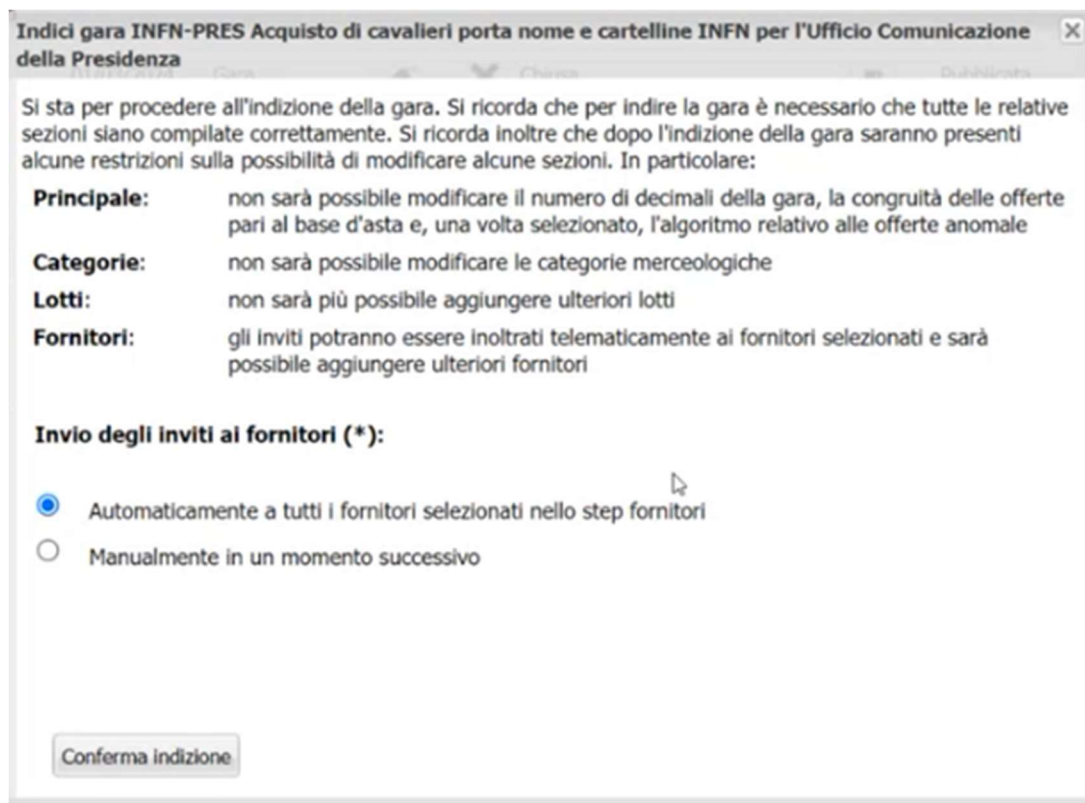 Indici gara INFN-PRES Acquisto di cavalieri porta nome e cartelline INFN per l'Ufficio Comunicazione
della Presidenza
Gara Chiusa Pubblicata
Si sta per procedere all'indizione della gara. Si ricorda che per indire la gara è necessario che tutte le relative
sezioni siano compilate correttamente. Si ricorda inoltre che dopo l'indizione della gara saranno presenti
alcune restrizioni sulla possibilità di modificare alcune sezioni. In particolare:
Principale: non sarà possibile modificare il numero di decimali della gara, la congruità delle offerte
pari al base d'asta e, una volta selezionato, l'algoritmo relativo alle offerte anomale
Categorie: non sarà possibile modificare le categorie merceologiche
Lotti: non sarà più possibile aggiungere ulteriori lotti
Fornitori: gli inviti potranno essere inoltrati telematicamente ai fornitori selezionati e sarà
possibile aggiungere ulteriori fornitori
Invio degli inviti ai fornitori (*):
Automaticamente a tutti i fornitori selezionati nello step fornitori
Manualmente in un momento successivo
Conferma indizione